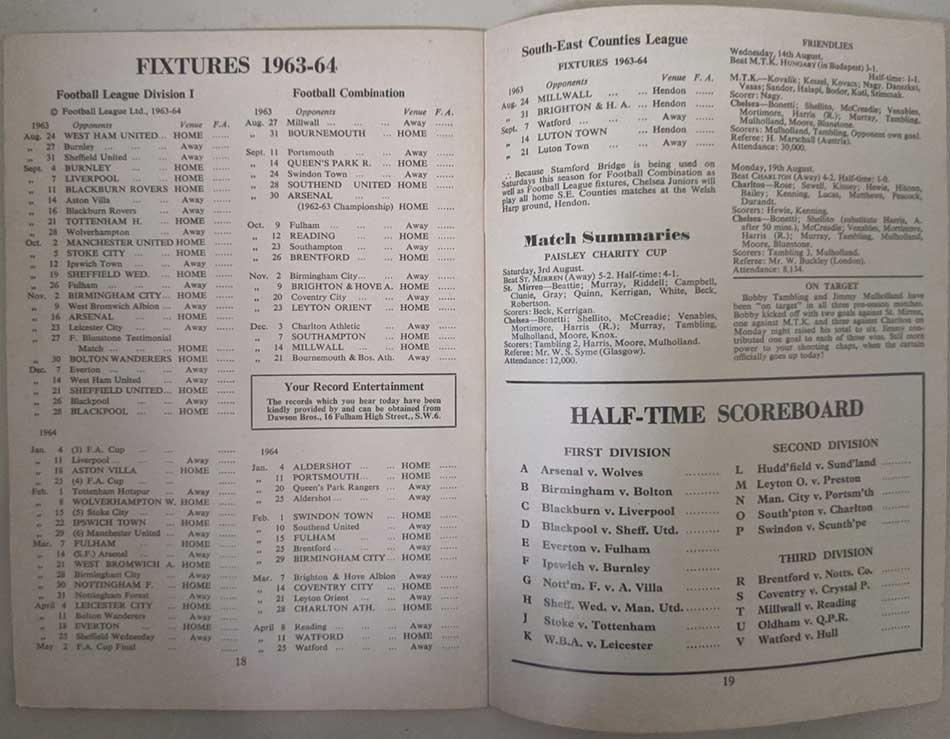 FIXTURES 1963-64
Football League Division I
© Football League Ltd., 1963-64
1963 Opponents Venue F.A.
Aug. 24 WEST HAM UNITED... HOME ......
„ 27 Burnley ... ... Away ......
„ 31 Sheffield United ... Away ......
Sept. 4 BURNLEY ... ... HOME ......
„ 7 LIVERPOOL ... ... HOME ......
„ 11 BLACKBURN ROVERS HOME ......
„ 14 Aston Villa ... ... Away ......
„ 16 Blackburn Rovers ... Away ......
„ 21 TOTTENHAM H. ... HOME ......
„ 28 Wolverhampton ... Away ......
Oct. 2 MANCHESTER UNITED HOME ......
„ 5 STOKE CITY ... ... HOME ......
„ 12 Ipswich Town ... ... Away ......
„ 19 SHEFFIELD WED. ... HOME ......
„ 26 Fulham ... ... Away ......
Nov. 2 BIRMINGHAM CITY... HOME ......
„ 9 West Bromwich Albion ... Away ......
„ 16 ARSENAL ... ... HOME ......
„ 23 Leicester City ... Away ......
„ 27 F. Blunstone Testimonial
Match ... ... HOME ......
„ 30 BOLTON WANDERERS HOME ......
Dec. 7 Everton ... ... Away ......
„ 14 West Ham United ... Away ......
„ 21 SHEFFIELD UNITED... HOME ......
„ 26 Blackpool ... ... Away ......
„ 28 BLACKPOOL ... ... HOME ......
1964
Jan. 4 (3) F.A. Cup ... ...
„ 11 Liverpool ... ... Away ......
„ 18 ASTON VILLA ... HOME ......
„ 25 (4) F.A. Cup ... ...
Feb. 1 Tottenham Hotspur ... Away ......
„ 8 WOLVERHAMPTON W. HOME ......
„ 15 (5) Stoke City ... Away ......
„ 22 IPSWICH TOWN ... HOME ......
„ 29 (6) Manchester United ... Away ......
Mar. 7 FULHAM ... ... HOME ......
„ 14 (S.F.) Arsenal ... Away ......
„ 21 WEST BROMWICH A. HOME ......
„ 28 Birmingham City ... Away ......
„ 30 NOTTINGHAM F. ... HOME ......
„ 31 Nottingham Forest ... Away ......
April 4 LEICESTER CITY ... HOME ......
„ 11 Bolton Wanderers ... Away ......
„ 18 EVERTON ... ... HOME ......
„ 25 Sheffield Wednesday ... Away ......
May 2 F.A. Cup Final ... ...
Football Combination
1963 Opponents Venue F.A.
Aug. 27 Millwall ... ... ... Away ......
„ 31 BOURNEMOUTH ... HOME ......
Sept. 11 Portsmouth ... ... Away ......
„ 14 QUEEN'S PARK R. ... HOME ......
„ 24 Swindon Town ... ... Away ......
„ 28 SOUTHEND UNITED HOME ......
„ 30 ARSENAL ... ...
(1962-63 Championship) HOME ......
Oct. 9 Fulham ... ... ... Away ......
„ 12 READING ... ... HOME ......
„ 23 Southampton ... ... Away ......
„ 26 BRENTFORD ... ... HOME ......
Nov. 2 Birmingham City... ... Away ......
„ 9 BRIGHTON & HOVE A. HOME ......
„ 20 Coventry City ... ... Away ......
„ 23 LEYTON ORIENT ... HOME ......
Dec. 3 Charlton Athletic ... Away ......
„ 7 SOUTHAMPTON ... HOME ......
„ 14 MILLWALL ... ... HOME ......
„ 21 Bournemouth & Bos. Ath. Away ......
Your Record Entertainment
The records which you hear today have been
kindly provided by and can be obtained from
Dawson Bros., 16 Fulham High Street,, S.W.6.
1964
Jan. 4 ALDERSHOT ... ... HOME ......
„ 11 PORTSMOUTH... ... HOME ......
„ 20 Queen's Park Rangers ... Away ......
„ 25 Aldershot ... ... ... Away ......
Feb. 1 SWINDON TOWN ... HOME ......
„ 10 Southend United ... Away ......
„ 15 FULHAM ... ... HOME ......
„ 25 Brentford ... ... ... Away ......
„ 29 BIRMINGHAM CITY ... HOME ......
Mar. 7 Brighton & Hove Albion Away ......
„ 14 COVENTRY CITY ... HOME ......
„ 21 Leyton Orient ... Away ......
„ 28 CHARLTON ATH. ... HOME ......
April 8 Reading ... ... ... Away ......
„ 11 WATFORD ... ... HOME ......
„ 25 Watford ... ... ... Away ......
18
South-East Counties League
FIXTURES 1963-64
Opponents Venue F. A.
Aug. 24 MILLWALL ... ... Hendon ......
„ 31 BRIGHTON & H. A. ... Hendon ......
Sept. 7 Watford ... ... ... Away ......
„ 14 LUTON TOWN ... Hendon ......
„ 21 Luton Town ... ... Away ......
∴ Because Stamford Bridge is being used on
Saturdays this season for Football Combination as
well as Football League fixtures, Chelsea Juniors will
play all home S.E. Counties matches at the Welsh
Harp ground, Hendon.
Match Summaries
PAISLEY CHARITY CUP
Saturday, 3rd August.
Beat ST. MIRREN (Away) 5-2. Half-time: 4-1.
St. Mirren—Beattie; Murray, Riddell; Campbell,
Clunie, Gray; Quinn, Kerrigan, White, Beck,
Robertson.
Scorers: Beck, Kerrigan.
Chelsea—Bonetti; Shellito, McCreadie; Venables,
Mortimore, Harris (R.); Murray, Tambling,
Mulholland, Moore, Knox.
Scorers: Tambling 2, Harris, Moore, Mulholland.
Referee: Mr. W. S. Syme (Glasgow).
Attendance: 12,000.
FRIENDLIES
Wednesday, 14th August.
Beat M.T.K. HUNGARY (in Budapest) 3-1.
Half-time: 1-1.
M.T.K.—Kovalik; Keszei, Kovacs; Nagy, Danszkei,
Vasas; Sandor, Halapi, Bodor, Kuti,
Scorer: Nagy.
Chelsea—Bonetti; Shellito, McCreadie; Venables,
Mortimore, Harris (R.); Murray, Tambling,
Mulholland, Moore, Blunstone.
Scorers: Mulholland, Tambling, Opponent own goal.
Referee: H. Marschall (Austria).
Attendance: 30,000.
Monday, 19th August.
Beat CHARLTON (Away) 4-2. Half-time: 1-0.
Charlton—Rose; Sewell, Kinsey; Hewie, Hitson,
Bailey; Kenning, Lucas, Matthews, Peacock,
Durandt.
Scorers: Hewie, Kenning.
Chelsea—Bonetti; Shellito (substitute Harris, A.
after 50 mins.), McCreadie; Venables, Mortimore,
Harris (R.); Murray, Tambling, Mulholland,
Moore, Blunstone.
Scorers: Tambling 3, Mulholland.
Referee: Mr. W. Buckley (London).
Attendance: 8,134.
ON TARGET
Bobby Tambling and Jimmy Mulholland have
been "on target" in all three pre-season matches.
Bobby kicked off with two goals against St. Mirren,
one against M.T.K. and three against Charlton on
Monday night raised his total to six. Jimmy con-
tributed one goal to each of those wins. Still more
power to your shooting chaps, when the curtain
officially goes up today!
HALF-TIME SCOREBOARD
FIRST DIVISION
A Arsenal v. Wolves .........
B Birmingham v. Bolton .........
C Blackburn v. Liverpool .........
D Blackpool v. Sheff. Utd. .........
E Everton v. Fulham .........
F Ipswich v. Burnley .........
G Nott'm. F. v. A. Villa .........
H Sheff. Wed. v. Man. Utd. .........
J Stoke v. Tottenham .........
K W.B.A. v. Leicester .........
SECOND DIVISION
L Hudd'field v. Sund'land .........
M Leyton O. v. Preston .........
N Man. City v. Portsm'th .........
O South'pton v. Charlton .........
P Swindon v. Scunth'pe .........
THIRD DIVISION
R Brentford v. Notts. Co. .........
S Coventry v. Crystal P. .........
T Millwall v. Reading .........
U Oldham v. Q.P.R. .........
V Watford v. Hull .........
19